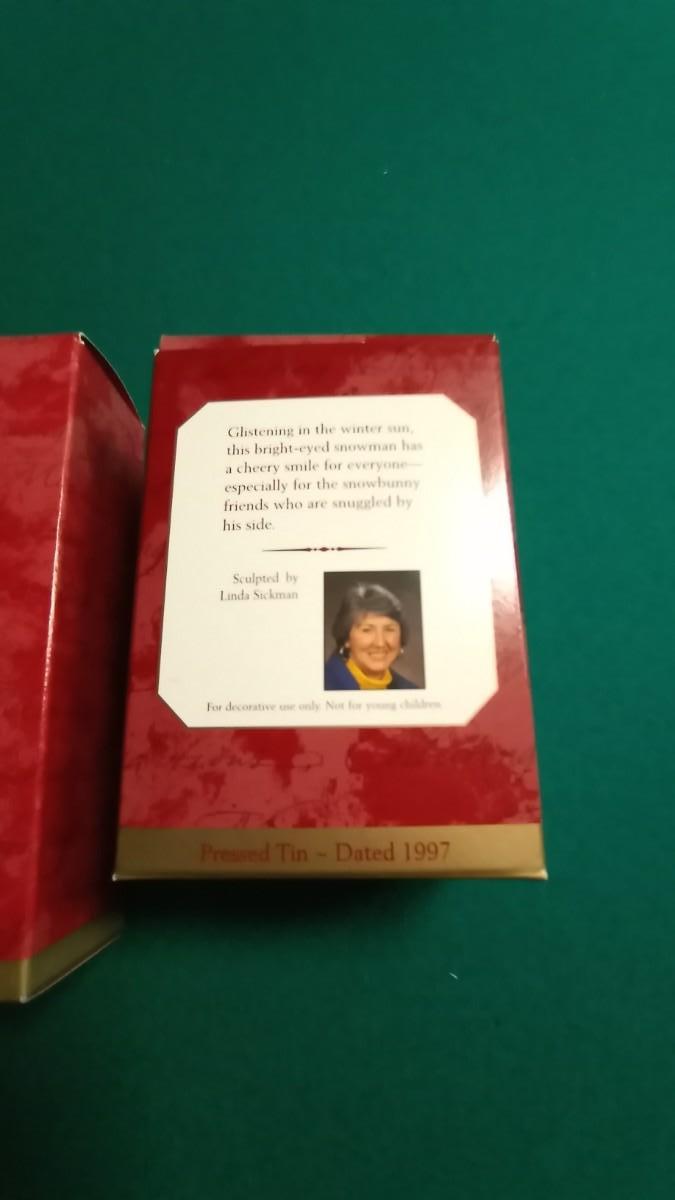 Glistening in the winter sun,
this bright-eyed snowman has
a cheery smile for everyone—
especially for the snowbunny
friends who are snuggled by
his side.
Sculpted by
Linda Sickman
For decorative use only. Not for young children.
Pressed Tin ~ Dated 1997